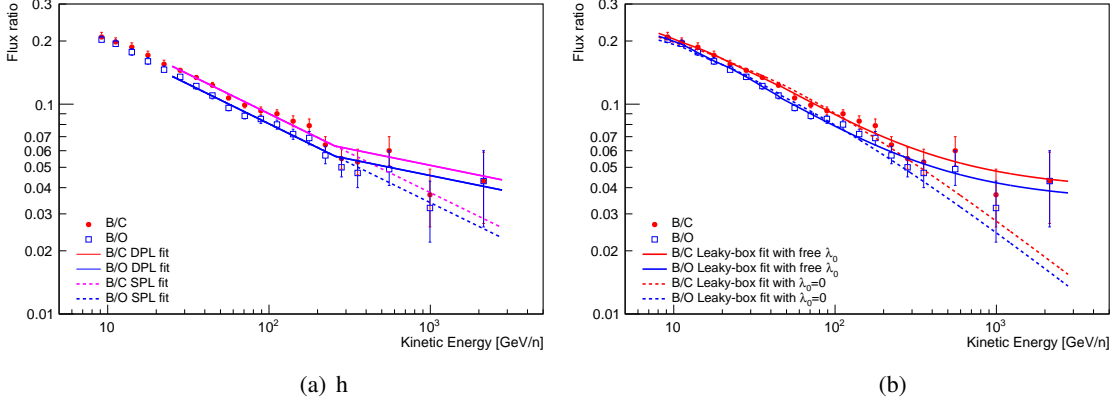 Flux ratio
0.3
0.2
0.1
0.07
0.06
0.05
0.04
0.03
0.02
0.01
B/C
B/O
B/C DPL fit
B/O DPL fit
B/C SPL fit
B/O SPL fit
10
10²
10³
Kinetic Energy [GeV/n]
(a) h
Flux ratio
0.3
0.2
0.1
0.07
0.06
0.05
0.04
0.03
0.02
0.01
B/C
B/O
B/C Leaky-box fit with free λ₀
B/O Leaky-box fit with free λ₀
B/C Leaky-box fit with λ₀=0
B/O Leaky-box fit with λ₀=0
10
10²
10³
Kinetic Energy [GeV/n]
(b)